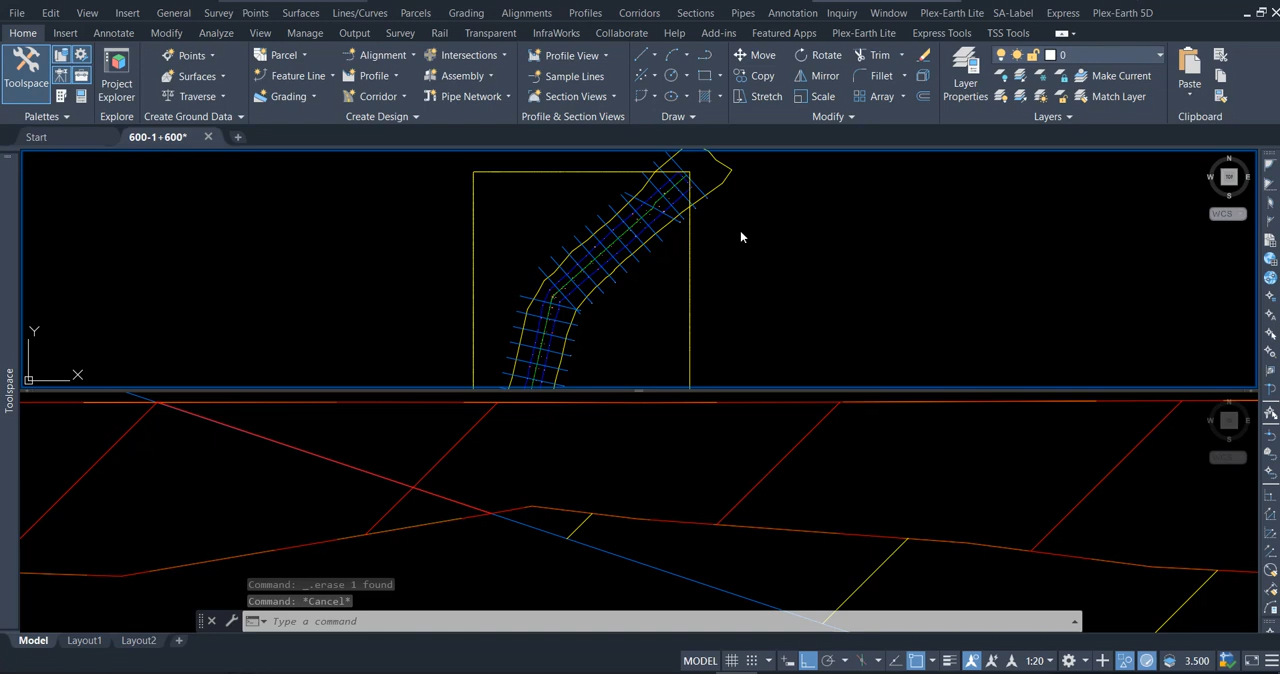 File Edit View Insert General Survey Points Surfaces Lines/Curves Parcels Grading Alignments Profiles Corridors Sections Pipes Annotation Inquiry Window Plex-Earth Lite SA-Label Express Plex-Earth 5D
Home Insert Annotate Modify Analyze View Manage Output Survey Rail Transparent InfraWorks Collaborate Help Add-ins Featured Apps Plex-Earth Lite Express Tools TSS Tools
Points Parcel Alignment Intersections Profile View Move Rotate Trim 0
Toolspace Project Explorer Surfaces Feature Line Profile Assembly Sample Lines Copy Mirror Fillet Layer Properties Make Current Paste
Traverse Grading Corridor Pipe Network Section Views Stretch Scale Array Match Layer
Palettes Explore Create Ground Data Create Design Profile & Section Views Draw Modify Layers Clipboard
Start 600-1+600*
N
W TOP E
S
WCS
Y
X
Toolspace
N
W E
S
WCS
Command: _.erase 1 found
Command: *Cancel*
Type a command
Model Layout1 Layout2 +
MODEL 1:20 3.500